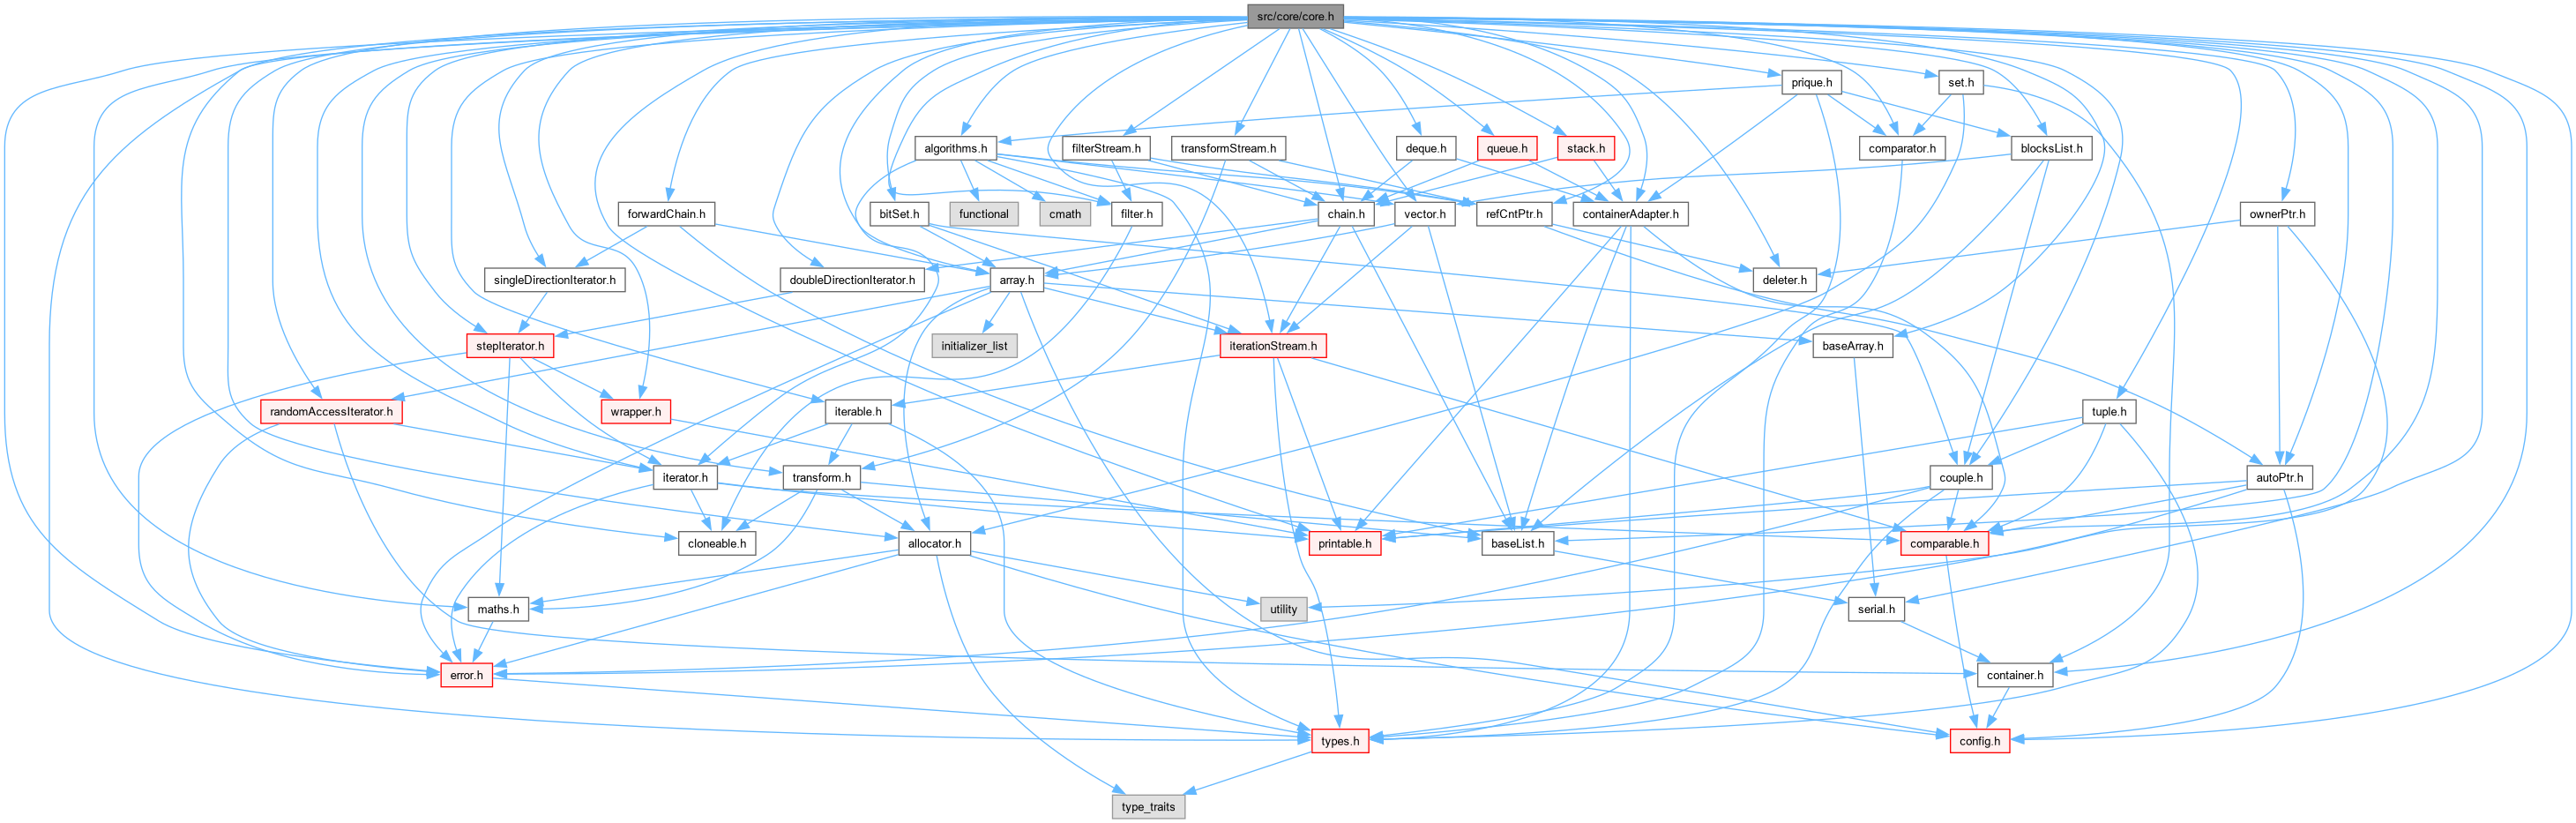 src/core/core.h
prique.h
set.h
algorithms.h
filterStream.h
transformStream.h
deque.h
queue.h
stack.h
comparator.h
blocksList.h
forwardChain.h
bitSet.h
functional
cmath
filter.h
chain.h
vector.h
refCntPtr.h
containerAdapter.h
ownerPtr.h
singleDirectionIterator.h
doubleDirectionIterator.h
array.h
deleter.h
stepIterator.h
initializer_list
iterationStream.h
baseArray.h
randomAccessIterator.h
wrapper.h
iterable.h
tuple.h
iterator.h
transform.h
couple.h
autoPtr.h
cloneable.h
allocator.h
printable.h
baseList.h
comparable.h
maths.h
utility
serial.h
error.h
container.h
types.h
config.h
type_traits